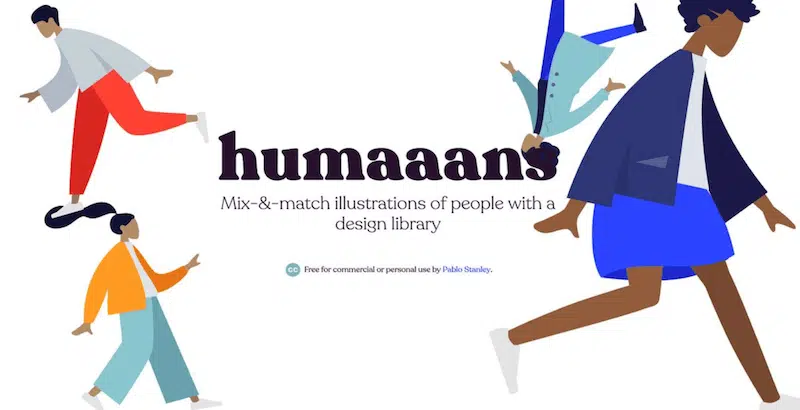 humaaans
Mix-&-match illustrations of people with a
design library
cc Free for commercial or personal use by Pablo Stanley.